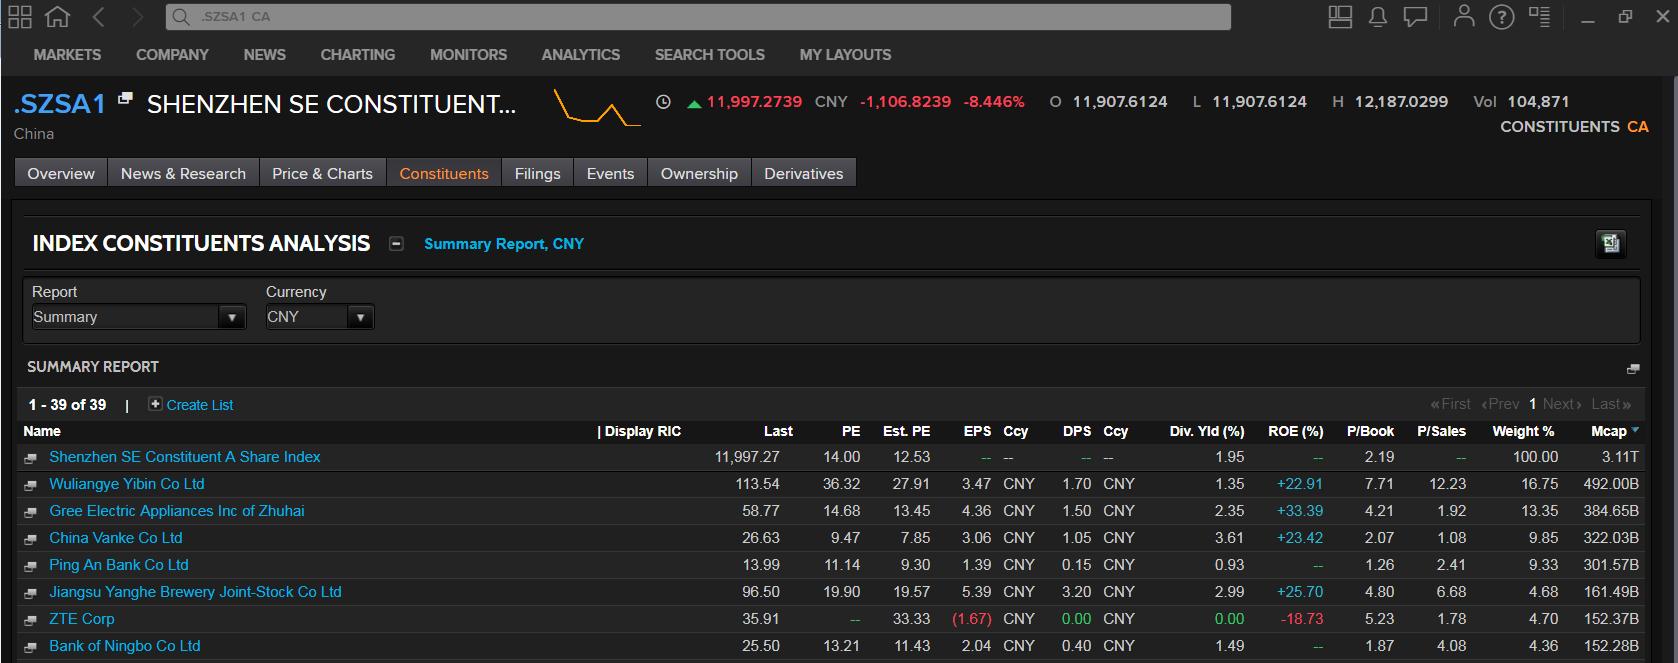 .SZSA1 CA
MARKETS COMPANY NEWS CHARTING MONITORS ANALYTICS SEARCH TOOLS MY LAYOUTS
.SZSA1 SHENZHEN SE CONSTITUENT... 11,997.2739 CNY -1,106.8239 -8.446% O 11,907.6124 L 11,907.6124 H 12,187.0299 Vol 104,871
China
CONSTITUENTS CA
Overview News & Research Price & Charts Constituents Filings Events Ownership Derivatives
INDEX CONSTITUENTS ANALYSIS Summary Report, CNY
Report Currency
Summary CNY
SUMMARY REPORT
1 - 39 of 39 | Create List «First ‹Prev 1 Next› Last»
Name | Display RIC Last PE Est. PE EPS Ccy DPS Ccy Div. Yld (%) ROE (%) P/Book P/Sales Weight % Mcap
Shenzhen SE Constituent A Share Index 11,997.27 14.00 12.53 -- -- -- -- 1.95 -- 2.19 -- 100.00 3.11T
Wuliangye Yibin Co Ltd 113.54 36.32 27.91 3.47 CNY 1.70 CNY 1.35 +22.91 7.71 12.23 16.75 492.00B
Gree Electric Appliances Inc of Zhuhai 58.77 14.68 13.45 4.36 CNY 1.50 CNY 2.35 +33.39 4.21 1.92 13.35 384.65B
China Vanke Co Ltd 26.63 9.47 7.85 3.06 CNY 1.05 CNY 3.61 +23.42 2.07 1.08 9.85 322.03B
Ping An Bank Co Ltd 13.99 11.14 9.30 1.39 CNY 0.15 CNY 0.93 -- 1.26 2.41 9.33 301.57B
Jiangsu Yanghe Brewery Joint-Stock Co Ltd 96.50 19.90 19.57 5.39 CNY 3.20 CNY 2.99 +25.70 4.80 6.68 4.68 161.49B
ZTE Corp 35.91 -- 33.33 (1.67) CNY 0.00 CNY 0.00 -18.73 5.23 1.78 4.70 152.37B
Bank of Ningbo Co Ltd 25.50 13.21 11.43 2.04 CNY 0.40 CNY 1.49 -- 1.87 4.08 4.36 152.28B